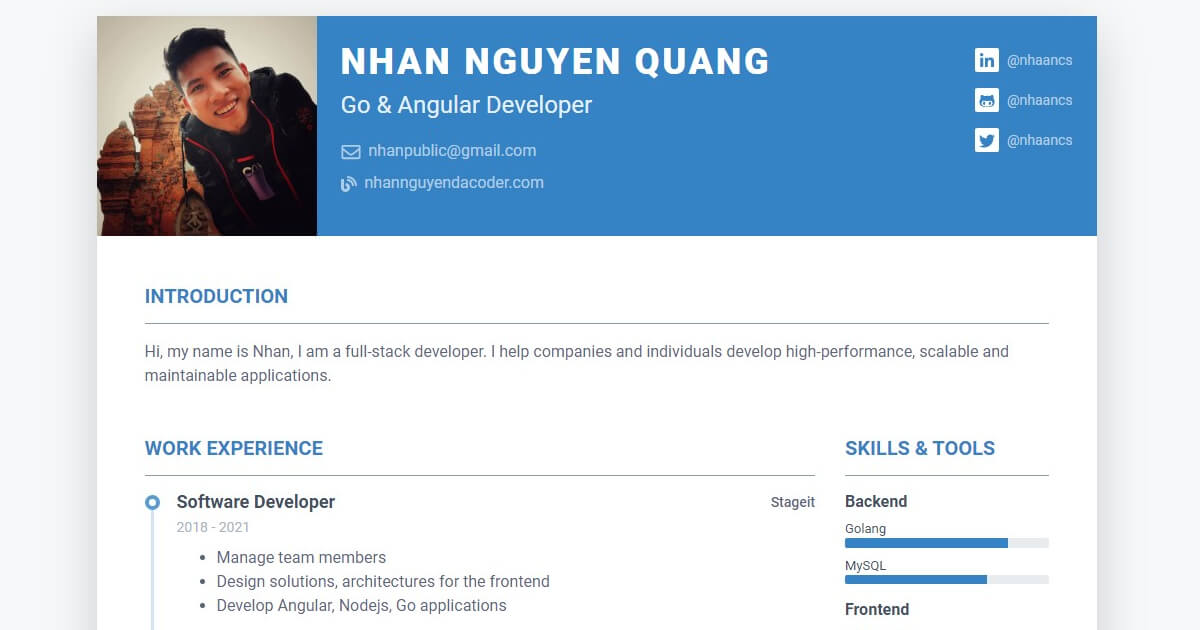 NHAN NGUYEN QUANG
Go & Angular Developer
nhanpublic@gmail.com
nhannguyendacoder.com
in @nhaancs
@nhaancs
@nhaancs
INTRODUCTION
Hi, my name is Nhan, I am a full-stack developer. I help companies and individuals develop high-performance, scalable and
maintainable applications.
WORK EXPERIENCE
Software Developer
Stageit
2018 - 2021
Manage team members
Design solutions, architectures for the frontend
Develop Angular, Nodejs, Go applications
SKILLS & TOOLS
Backend
Golang
MySQL
Frontend